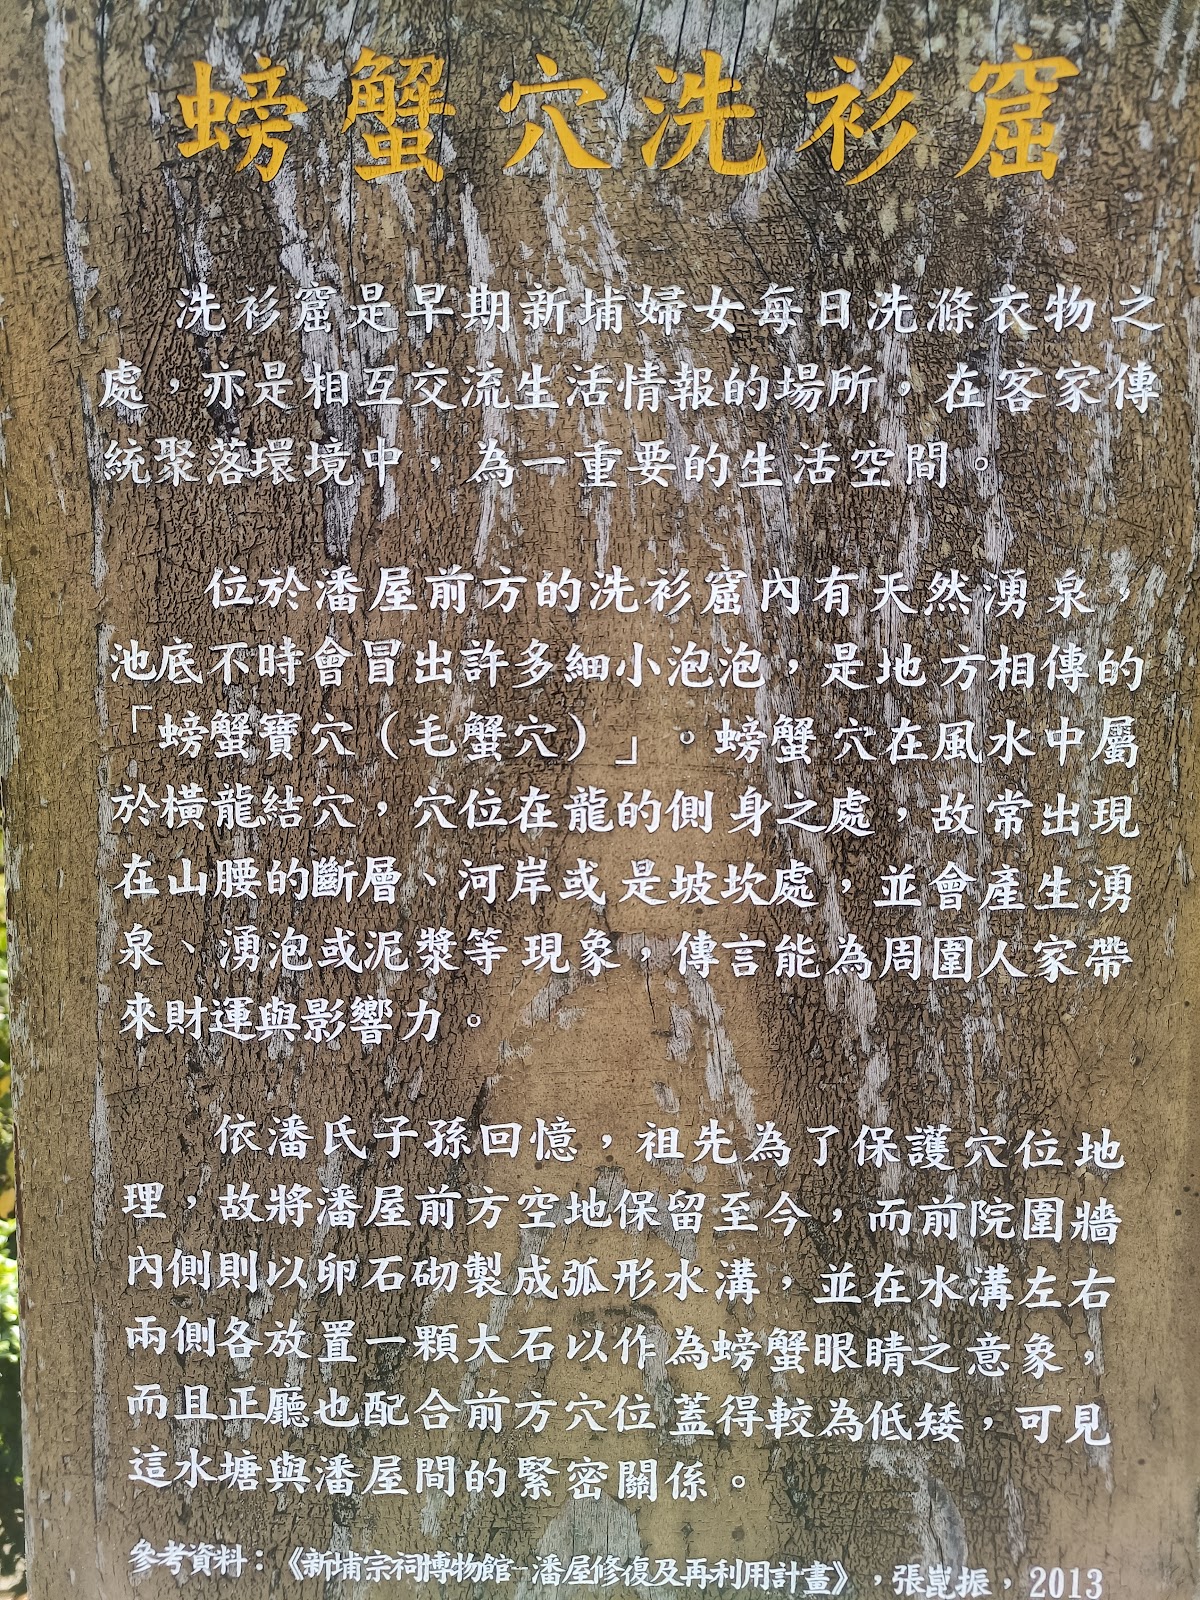 螃蟹穴洗衫窟
洗衫窟是早期新埔婦女每日洗滌衣物之
處，亦是相互交流生活情報的場所，在客家傳
統聚落環境中，為一重要的生活空間。
位於潘屋前方的洗衫窟內有天然湧泉，
池底不時會冒出許多細小泡泡，是地方相傳的
「螃蟹寶穴（毛蟹穴）」。螃蟹穴在風水中屬
於橫龍結穴，穴位在龍的側身之處，故常出現
在山腰的斷層、河岸或是坡坎處，並會產生湧
泉、湧泡或泥漿等現象，傳言能為周圍人家帶
來財運與影響力。
依潘氏子孫回憶，祖先為了保護穴位地
理，故將潘屋前方空地保留至今，而前院圍牆
內側則以卵石砌製成弧形水溝，並在水溝左右
兩側各放置一顆大石以作為螃蟹眼睛之意象，
而且正廳也配合前方穴位蓋得較為低矮，可見
這水塘與潘屋間的緊密關係。
參考資料：《新埔宗祠博物館-潘屋修復及再利用計畫》，張崑振，2013